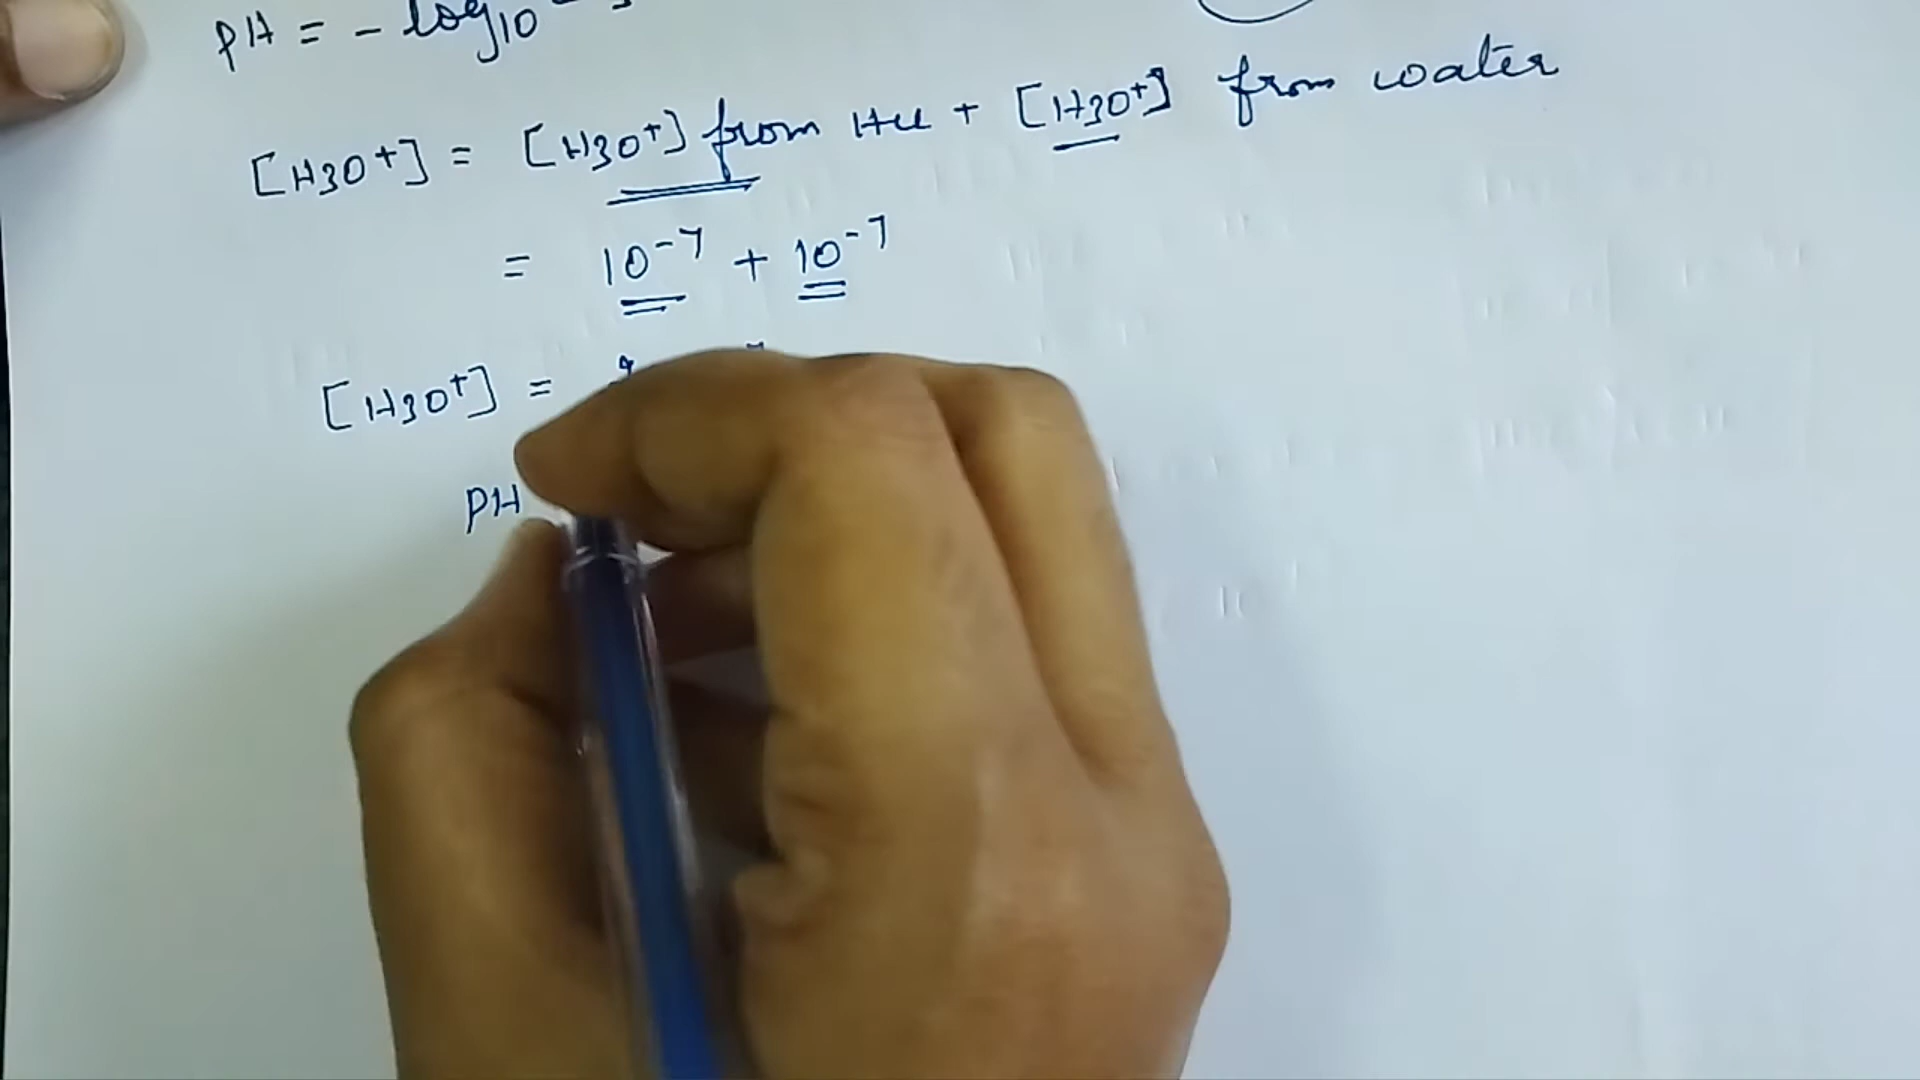 PH = - log10
[H3O+] = [H3O+] from HCl + [H3O+] from water
= 10-7 + 10-7
[H3O+] =
PH